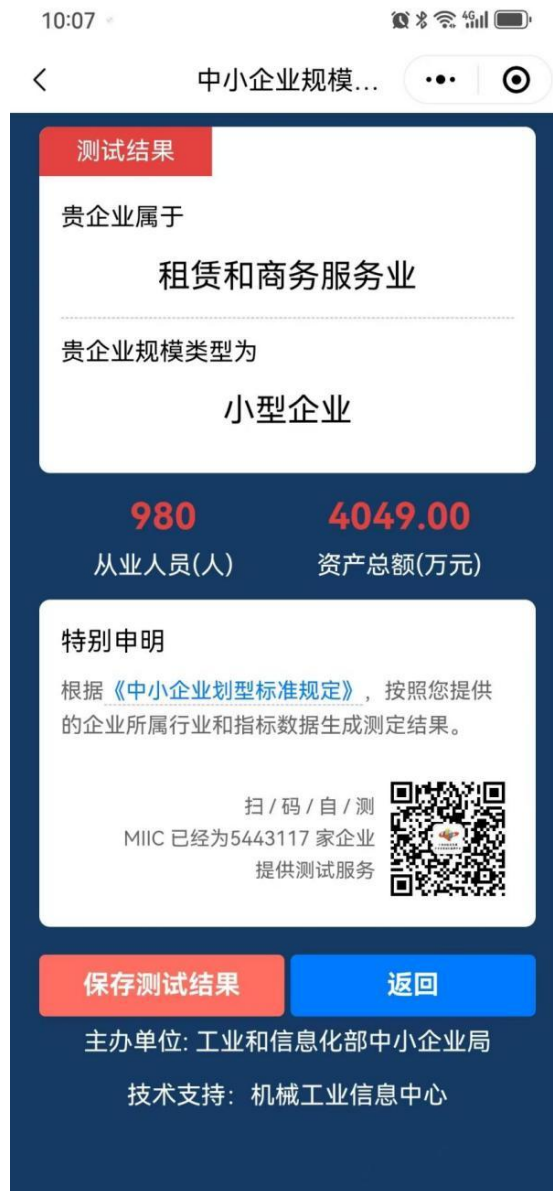 10:07
4G
中小企业规模...
测试结果
贵企业属于
租赁和商务服务业
贵企业规模类型为
小型企业
980 4049.00
从业人员(人) 资产总额(万元)
特别申明
根据《中小企业划型标准规定》,按照您提供
的企业所属行业和指标数据生成测定结果。
扫/码/自/测
MIIC 已经为5443117 家企业
提供测试服务
保存测试结果 返回
主办单位: 工业和信息化部中小企业局
技术支持: 机械工业信息中心